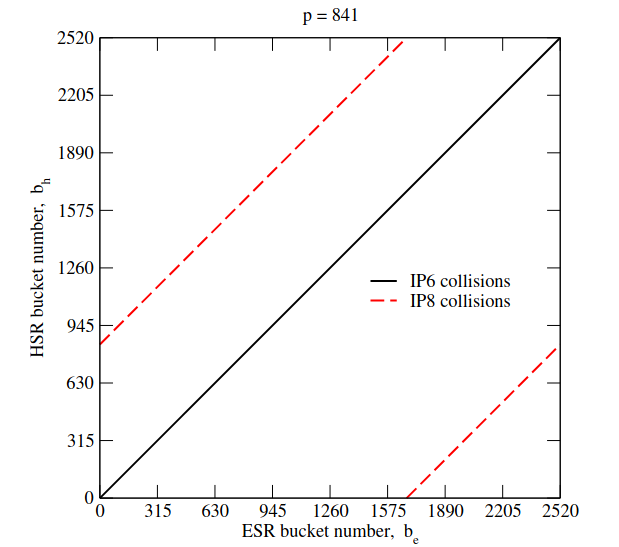 p = 841
2520
2205
1890
1575
1260
945
630
315
0
HSR bucket number, b_h
IP6 collisions
IP8 collisions
0 315 630 945 1260 1575 1890 2205 2520
ESR bucket number, b_e